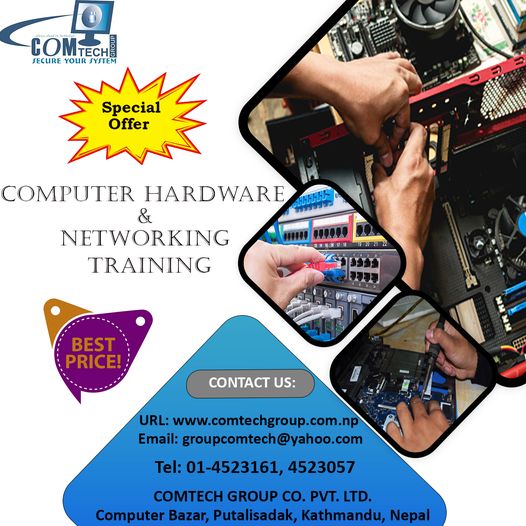 COMTECH
GROUP
SECURE YOUR SYSTEM
Special
Offer
COMPUTER HARDWARE
&
NETWORKING
TRAINING
BEST
PRICE!
CONTACT US:
URL: www.comtechgroup.com.np
Email: groupcomtech@yahoo.com
Tel: 01-4523161, 4523057
COMTECH GROUP CO. PVT. LTD.
Computer Bazar, Putalisadak, Kathmandu, Nepal